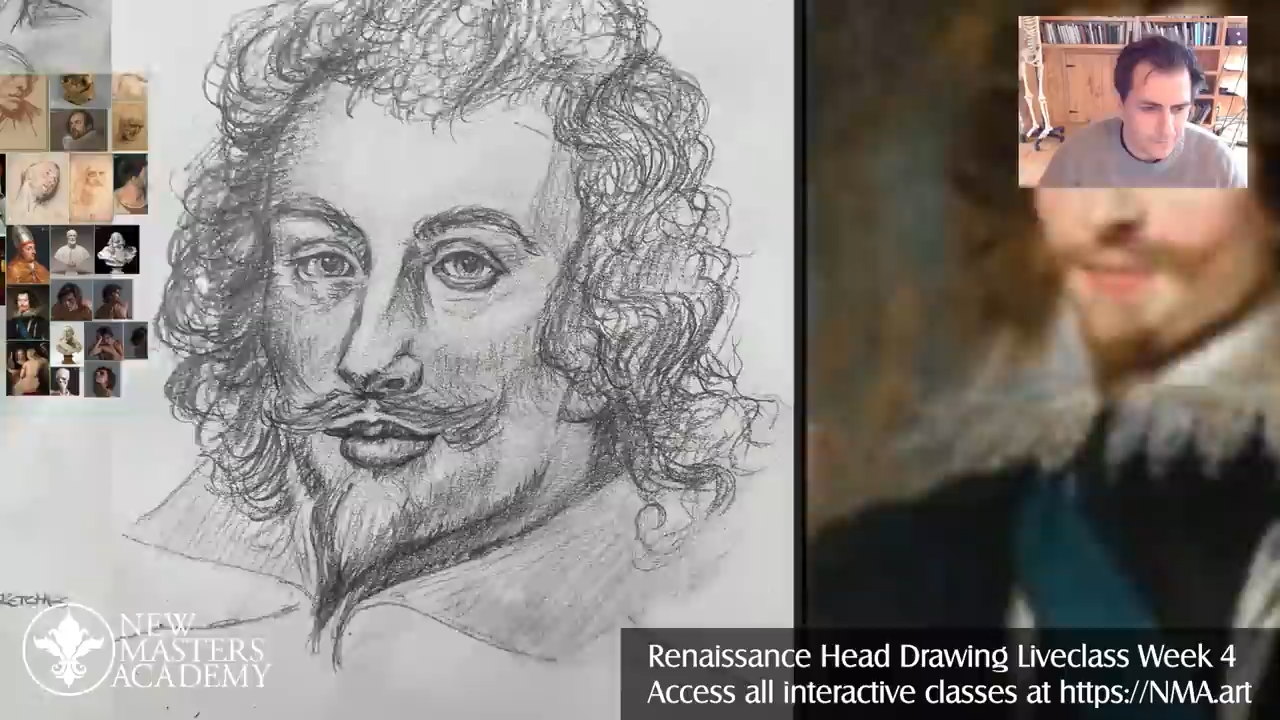 NEW
MASTERS
ACADEMY
Renaissance Head Drawing Liveclass Week 4
Access all interactive classes at https://NMA.art